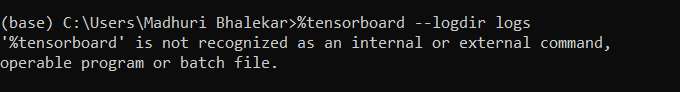 (base) C:\Users\Madhuri Bhalekar>%tensorboard --logdir logs
'%tensorboard' is not recognized as an internal or external command,
operable program or batch file.